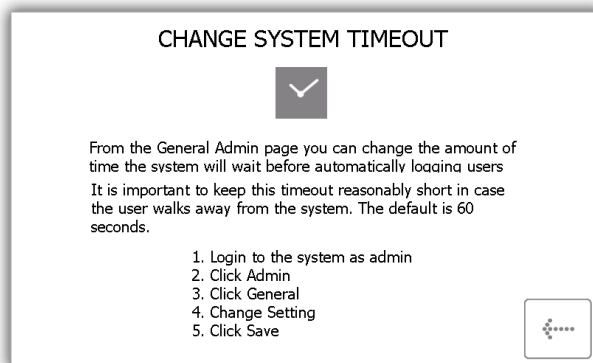 CHANGE SYSTEM TIMEOUT
From the General Admin page you can change the amount of
time the system will wait before automatically logging users
It is important to keep this timeout reasonably short in case
the user walks away from the system. The default is 60
seconds.
1. Login to the system as admin
2. Click Admin
3. Click General
4. Change Setting
5. Click Save